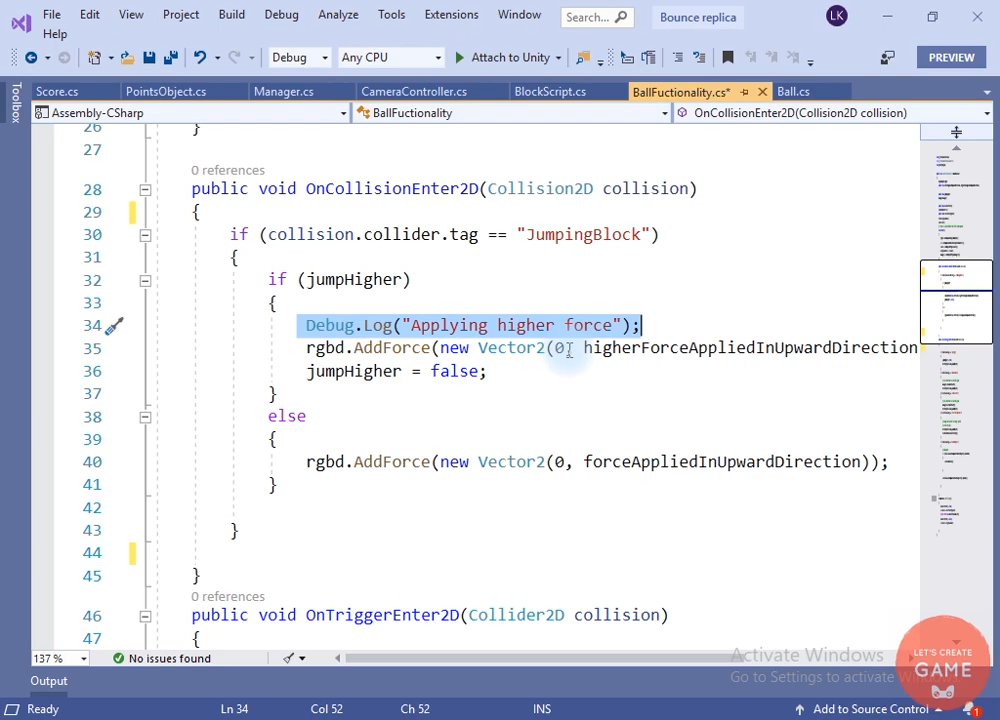 File Edit View Project Build Debug Analyze Tools Extensions Window Search... Bounce replica LK
Help
Debug Any CPU Attach to Unity PREVIEW
Toolbox
Score.cs PointsObject.cs Manager.cs CameraController.cs BlockScript.cs BallFuctionality.cs* Ball.cs
Assembly-CSharp BallFuctionality OnCollisionEnter2D(Collision2D collision)
26 }
27
0 references
28 public void OnCollisionEnter2D(Collision2D collision)
29 {
30 if (collision.collider.tag == "JumpingBlock")
31 {
32 if (jumpHigher)
33 {
34 Debug.Log("Applying higher force");
35 rgbd.AddForce(new Vector2(0, higherForceAppliedInUpwardDirection
36 jumpHigher = false;
37 }
38 else
39 {
40 rgbd.AddForce(new Vector2(0, forceAppliedInUpwardDirection));
41 }
42
43 }
44
45 }
0 references
46 public void OnTriggerEnter2D(Collider2D collision)
47 {
137 % No issues found
Activate Windows
Go to Settings to activate Windows
LET'S CREATE
GAME
Output
Ready Ln 34 Col 52 Ch 52 INS Add to Source Control 1